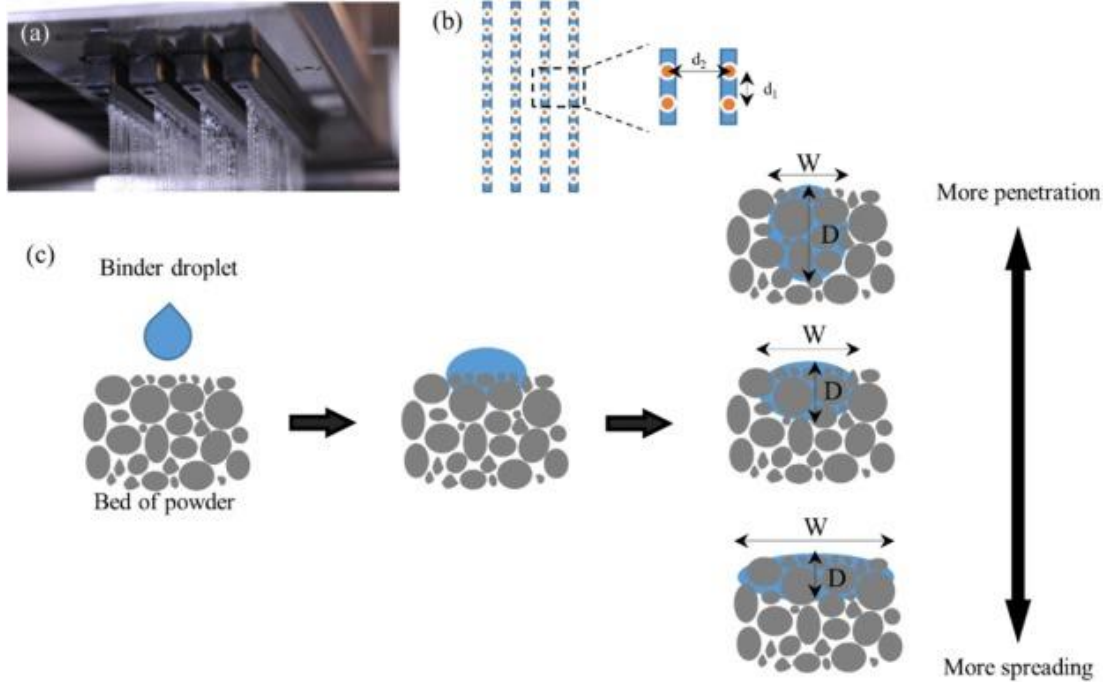 (a)
(b)
d₂
d₁
W
D
More penetration
(c)
Binder droplet
W
D
Bed of powder
W
D
More spreading